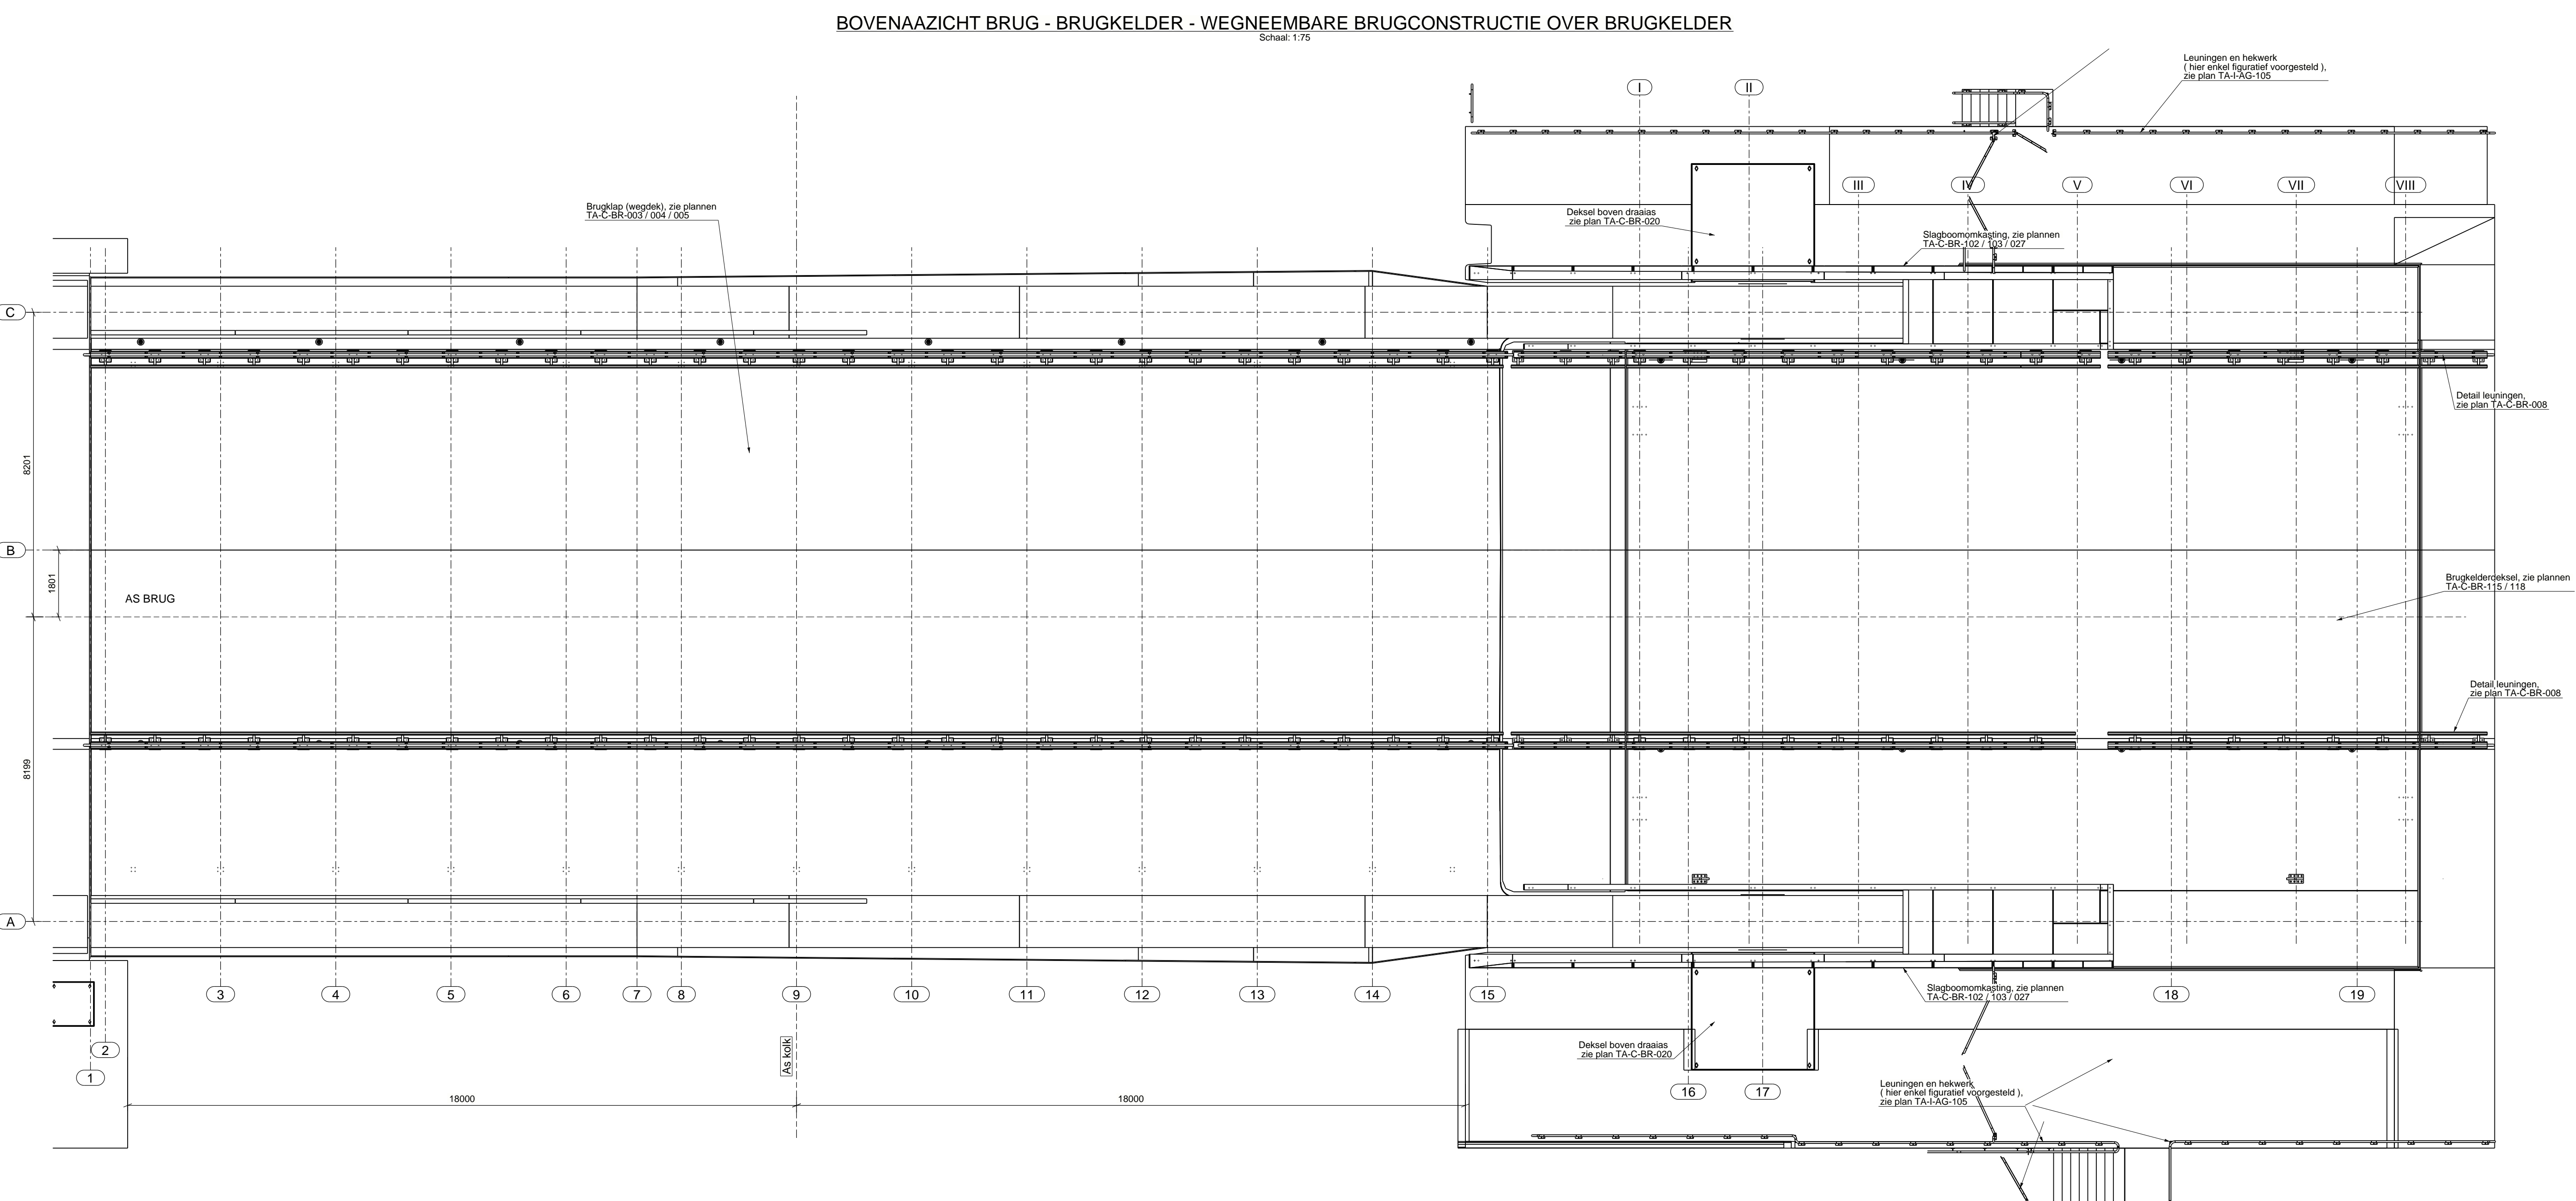 BOVENAAZICHT BRUG - BRUGKELDER - WEGNEEMBARE BRUGCONSTRUCTIE OVER BRUGKELDER
Schaal: 1:75
Leuningen en hekwerk
( hier enkel figuratief voorgesteld ),
zie plan TA-I-AG-105
I
II
III
IV
V
VI
VII
VIII
Brugklap (wegdek), zie plannen
TA-C-BR-003 / 004 / 005
Deksel boven draaias
zie plan TA-C-BR-020
Slagboomomkasting, zie plannen
TA-C-BR-102 / 103 / 027
C
Detail leuningen,
zie plan TA-C-BR-008
8201
B
1801
AS BRUG
Brugkelderdeksel, zie plannen
TA-C-BR-115 / 118
Detail leuningen,
zie plan TA-C-BR-008
8199
A
Slagboomomkasting, zie plannen
TA-C-BR-102 / 103 / 027
3
4
5
6
7
8
9
10
11
12
13
14
15
18
19
2
1
As kolk
Deksel boven draaias
zie plan TA-C-BR-020
16
17
Leuningen en hekwerk
( hier enkel figuratief voorgesteld ),
zie plan TA-I-AG-105
18000
18000